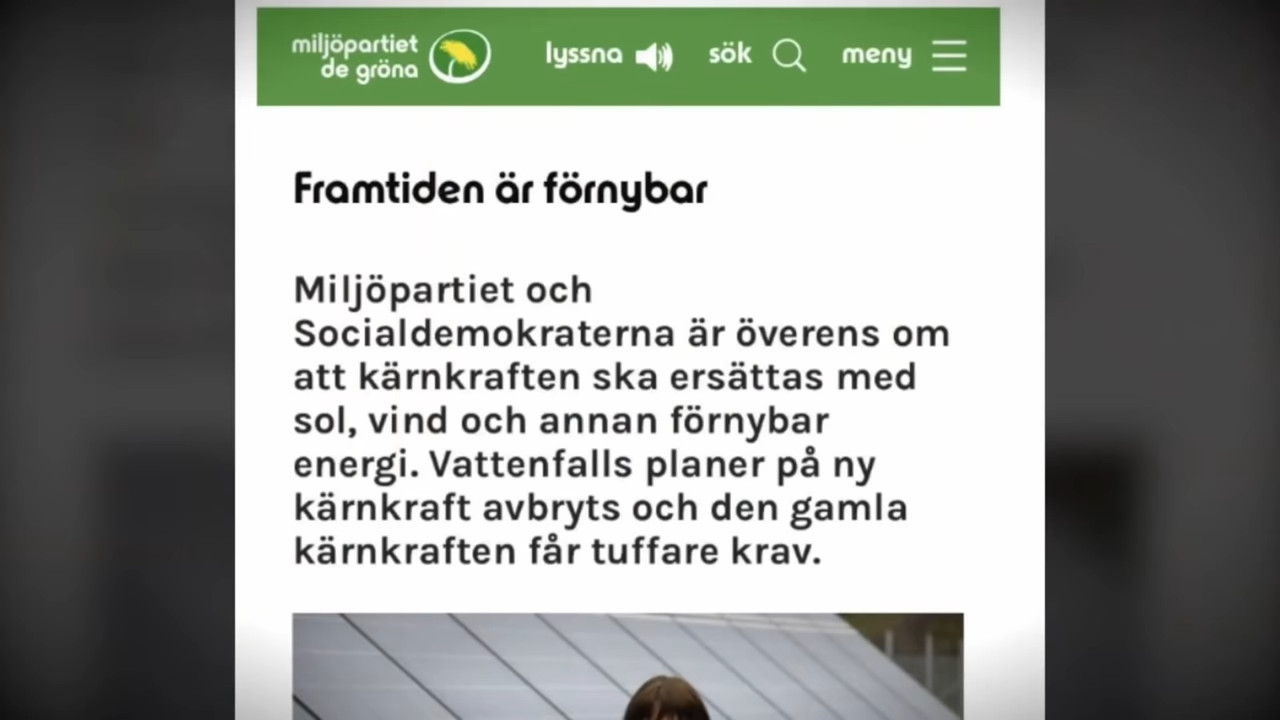 miljöpartiet
de gröna
lyssna sök meny
Framtiden är förnybar
Miljöpartiet och
Socialdemokraterna är överens om
att kärnkraften ska ersättas med
sol, vind och annan förnybar
energi. Vattenfalls planer på ny
kärnkraft avbryts och den gamla
kärnkraften får tuffare krav.